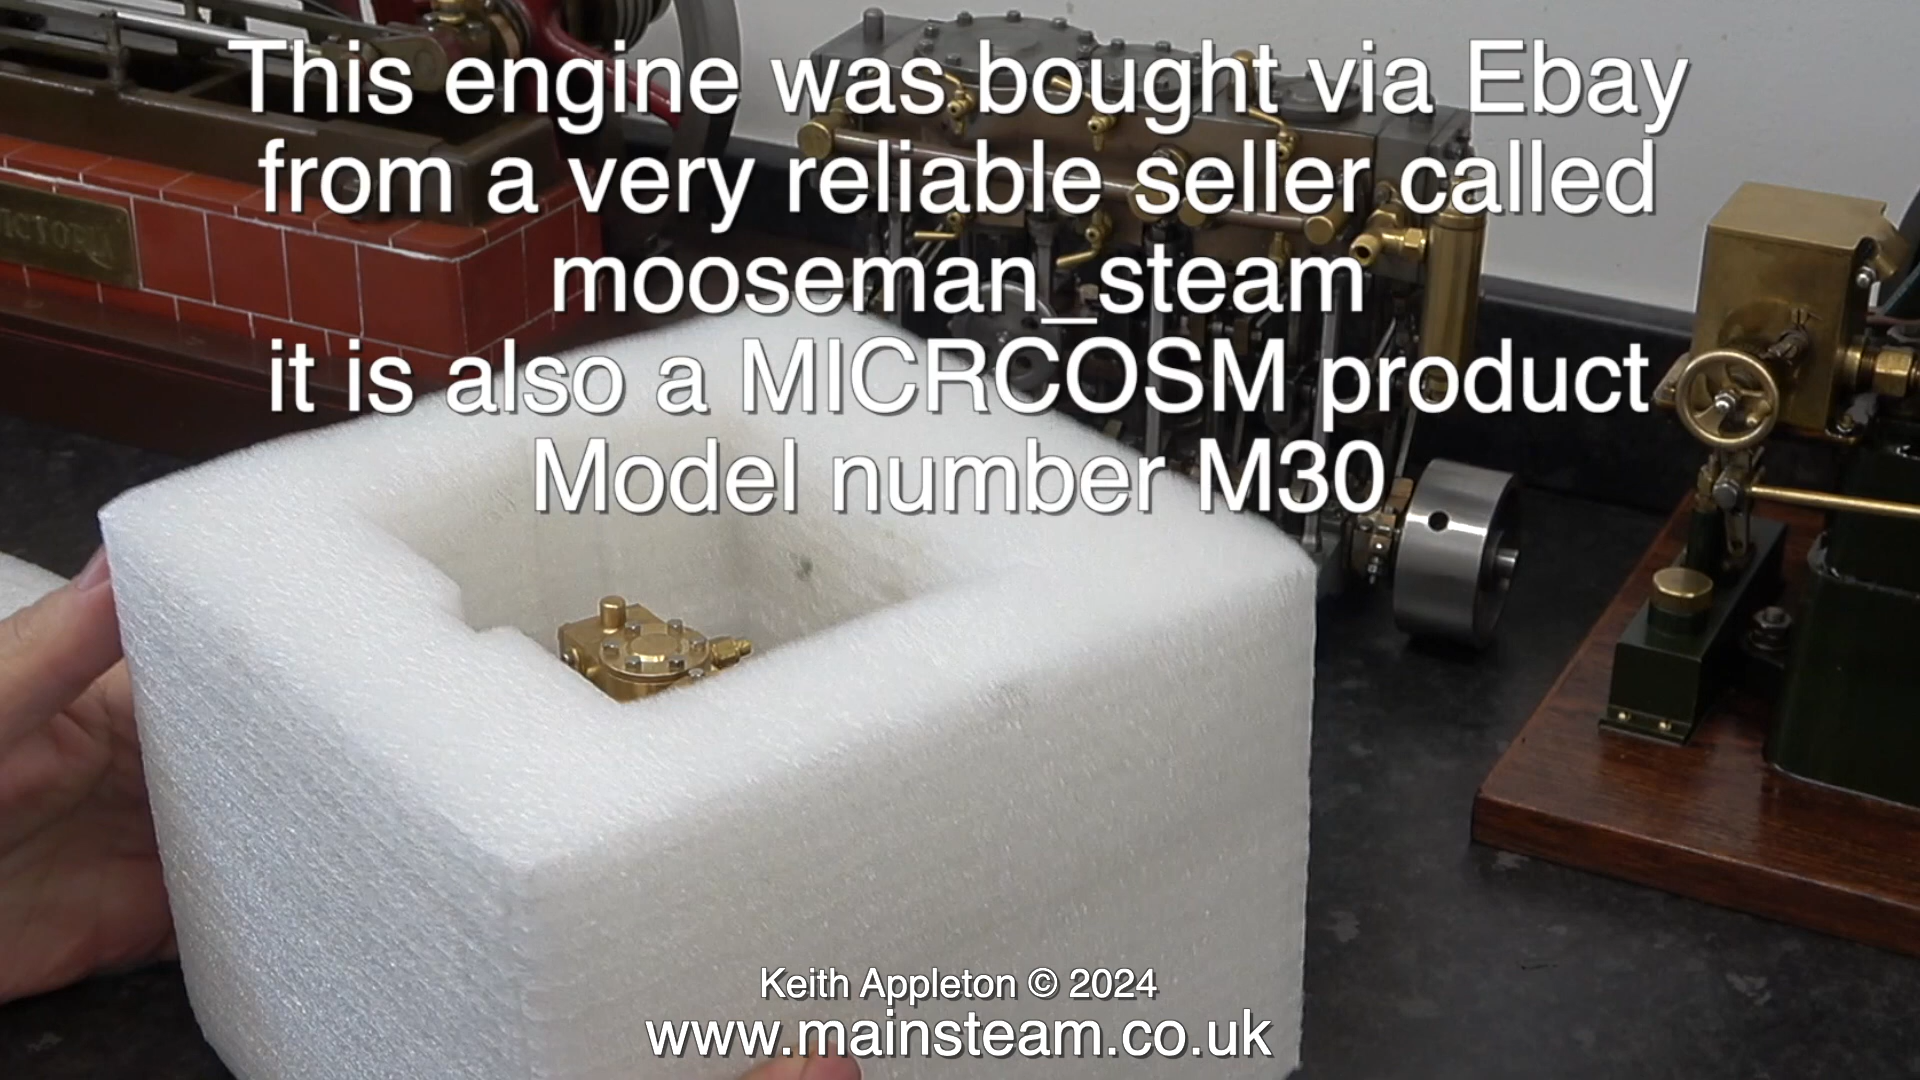 This engine was bought via Ebay
from a very reliable seller called
mooseman_steam
it is also a MICRCOSM product
Model number M30
VICTORIA
Keith Appleton © 2024
www.mainsteam.co.uk